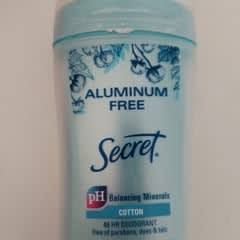 ALUMINUM
FREE
Secret.
pH Balancing Minerals
COTTON
48 HR DEODORANT
free of parabens, dyes & talc